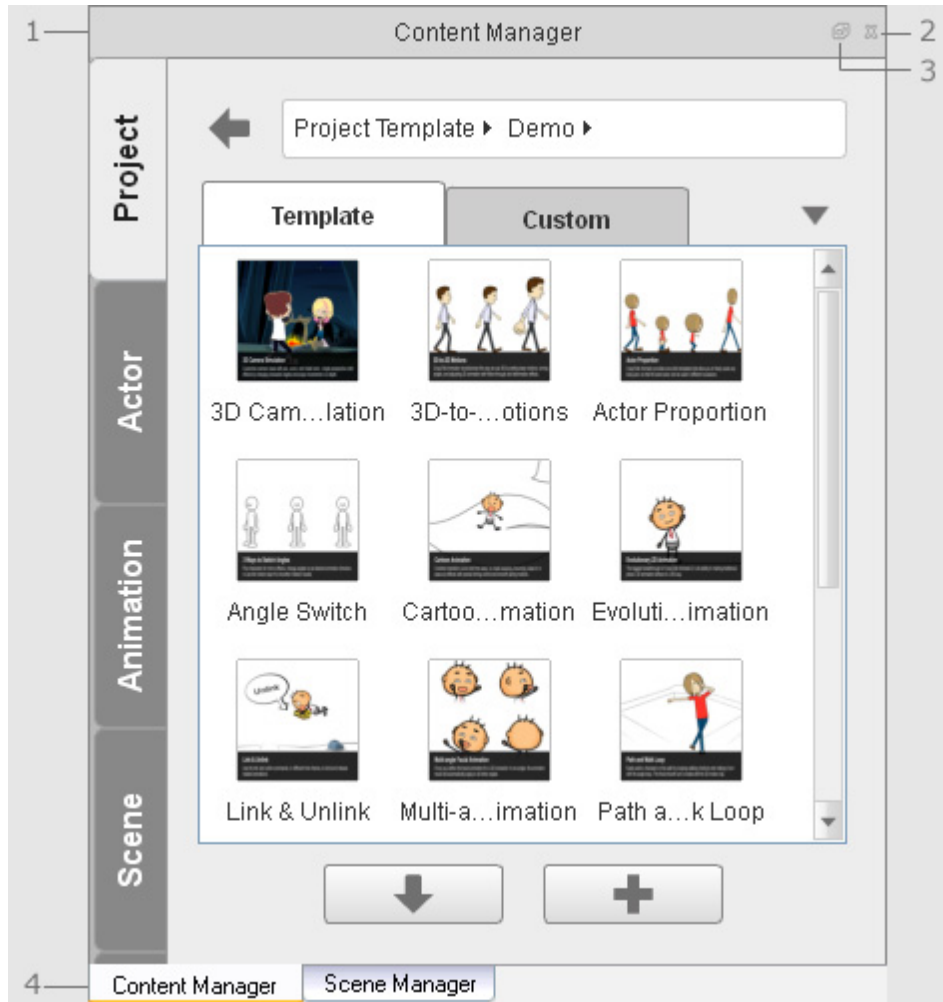 1
Content Manager
2
3
Project
Actor
Animation
Scene
Project Template
Demo
Template
Custom
3D Cam...lation
3D-to-...otions
Actor Proportion
Angle Switch
Cartoo...mation
Evoluti...imation
Unlink
Link & Unlink
Multi-a...imation
Path a...k Loop
4
Content Manager
Scene Manager